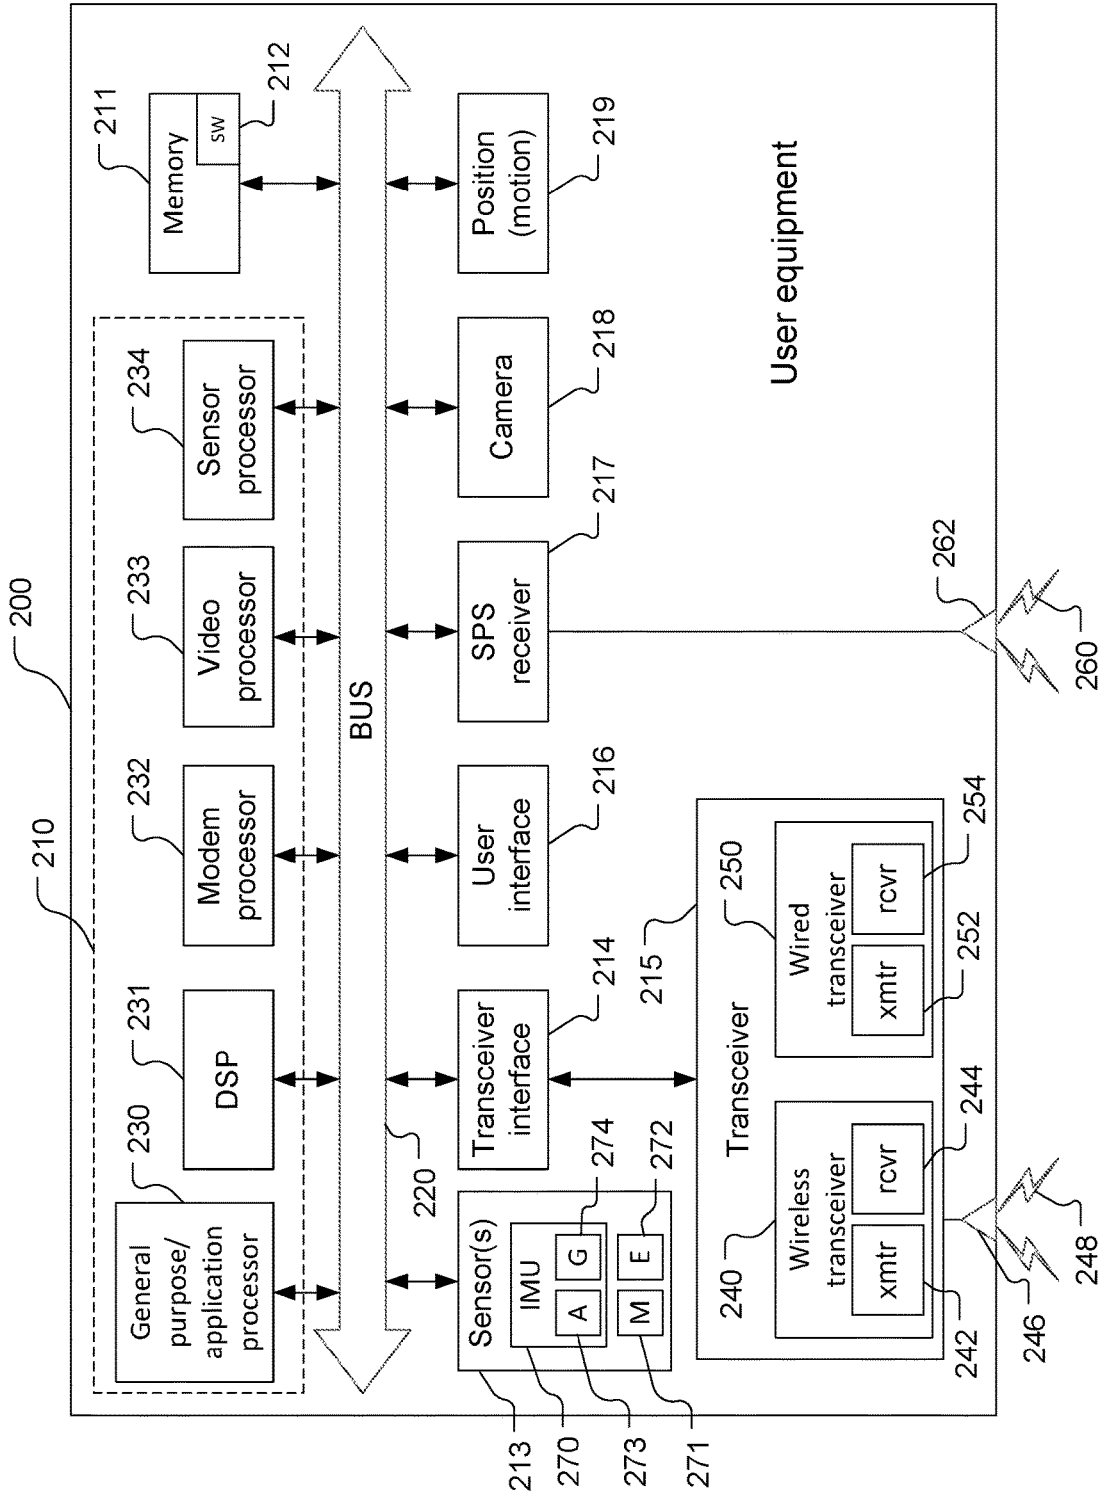 200
210
230
231
232
233
234
211
General
purpose/
application
processor
DSP
Modem
processor
Video
processor
Sensor
processor
Memory
SW
212
BUS
220
Sensor(s)
IMU
A
G
M
E
213
270
273
271
274
272
Transceiver
interface
214
User
interface
216
SPS
receiver
217
Camera
218
Position
(motion)
219
215
Transceiver
240
Wireless
transceiver
xmtr
rcvr
242
244
250
Wired
transceiver
xmtr
rcvr
252
254
246
248
262
260
User equipment